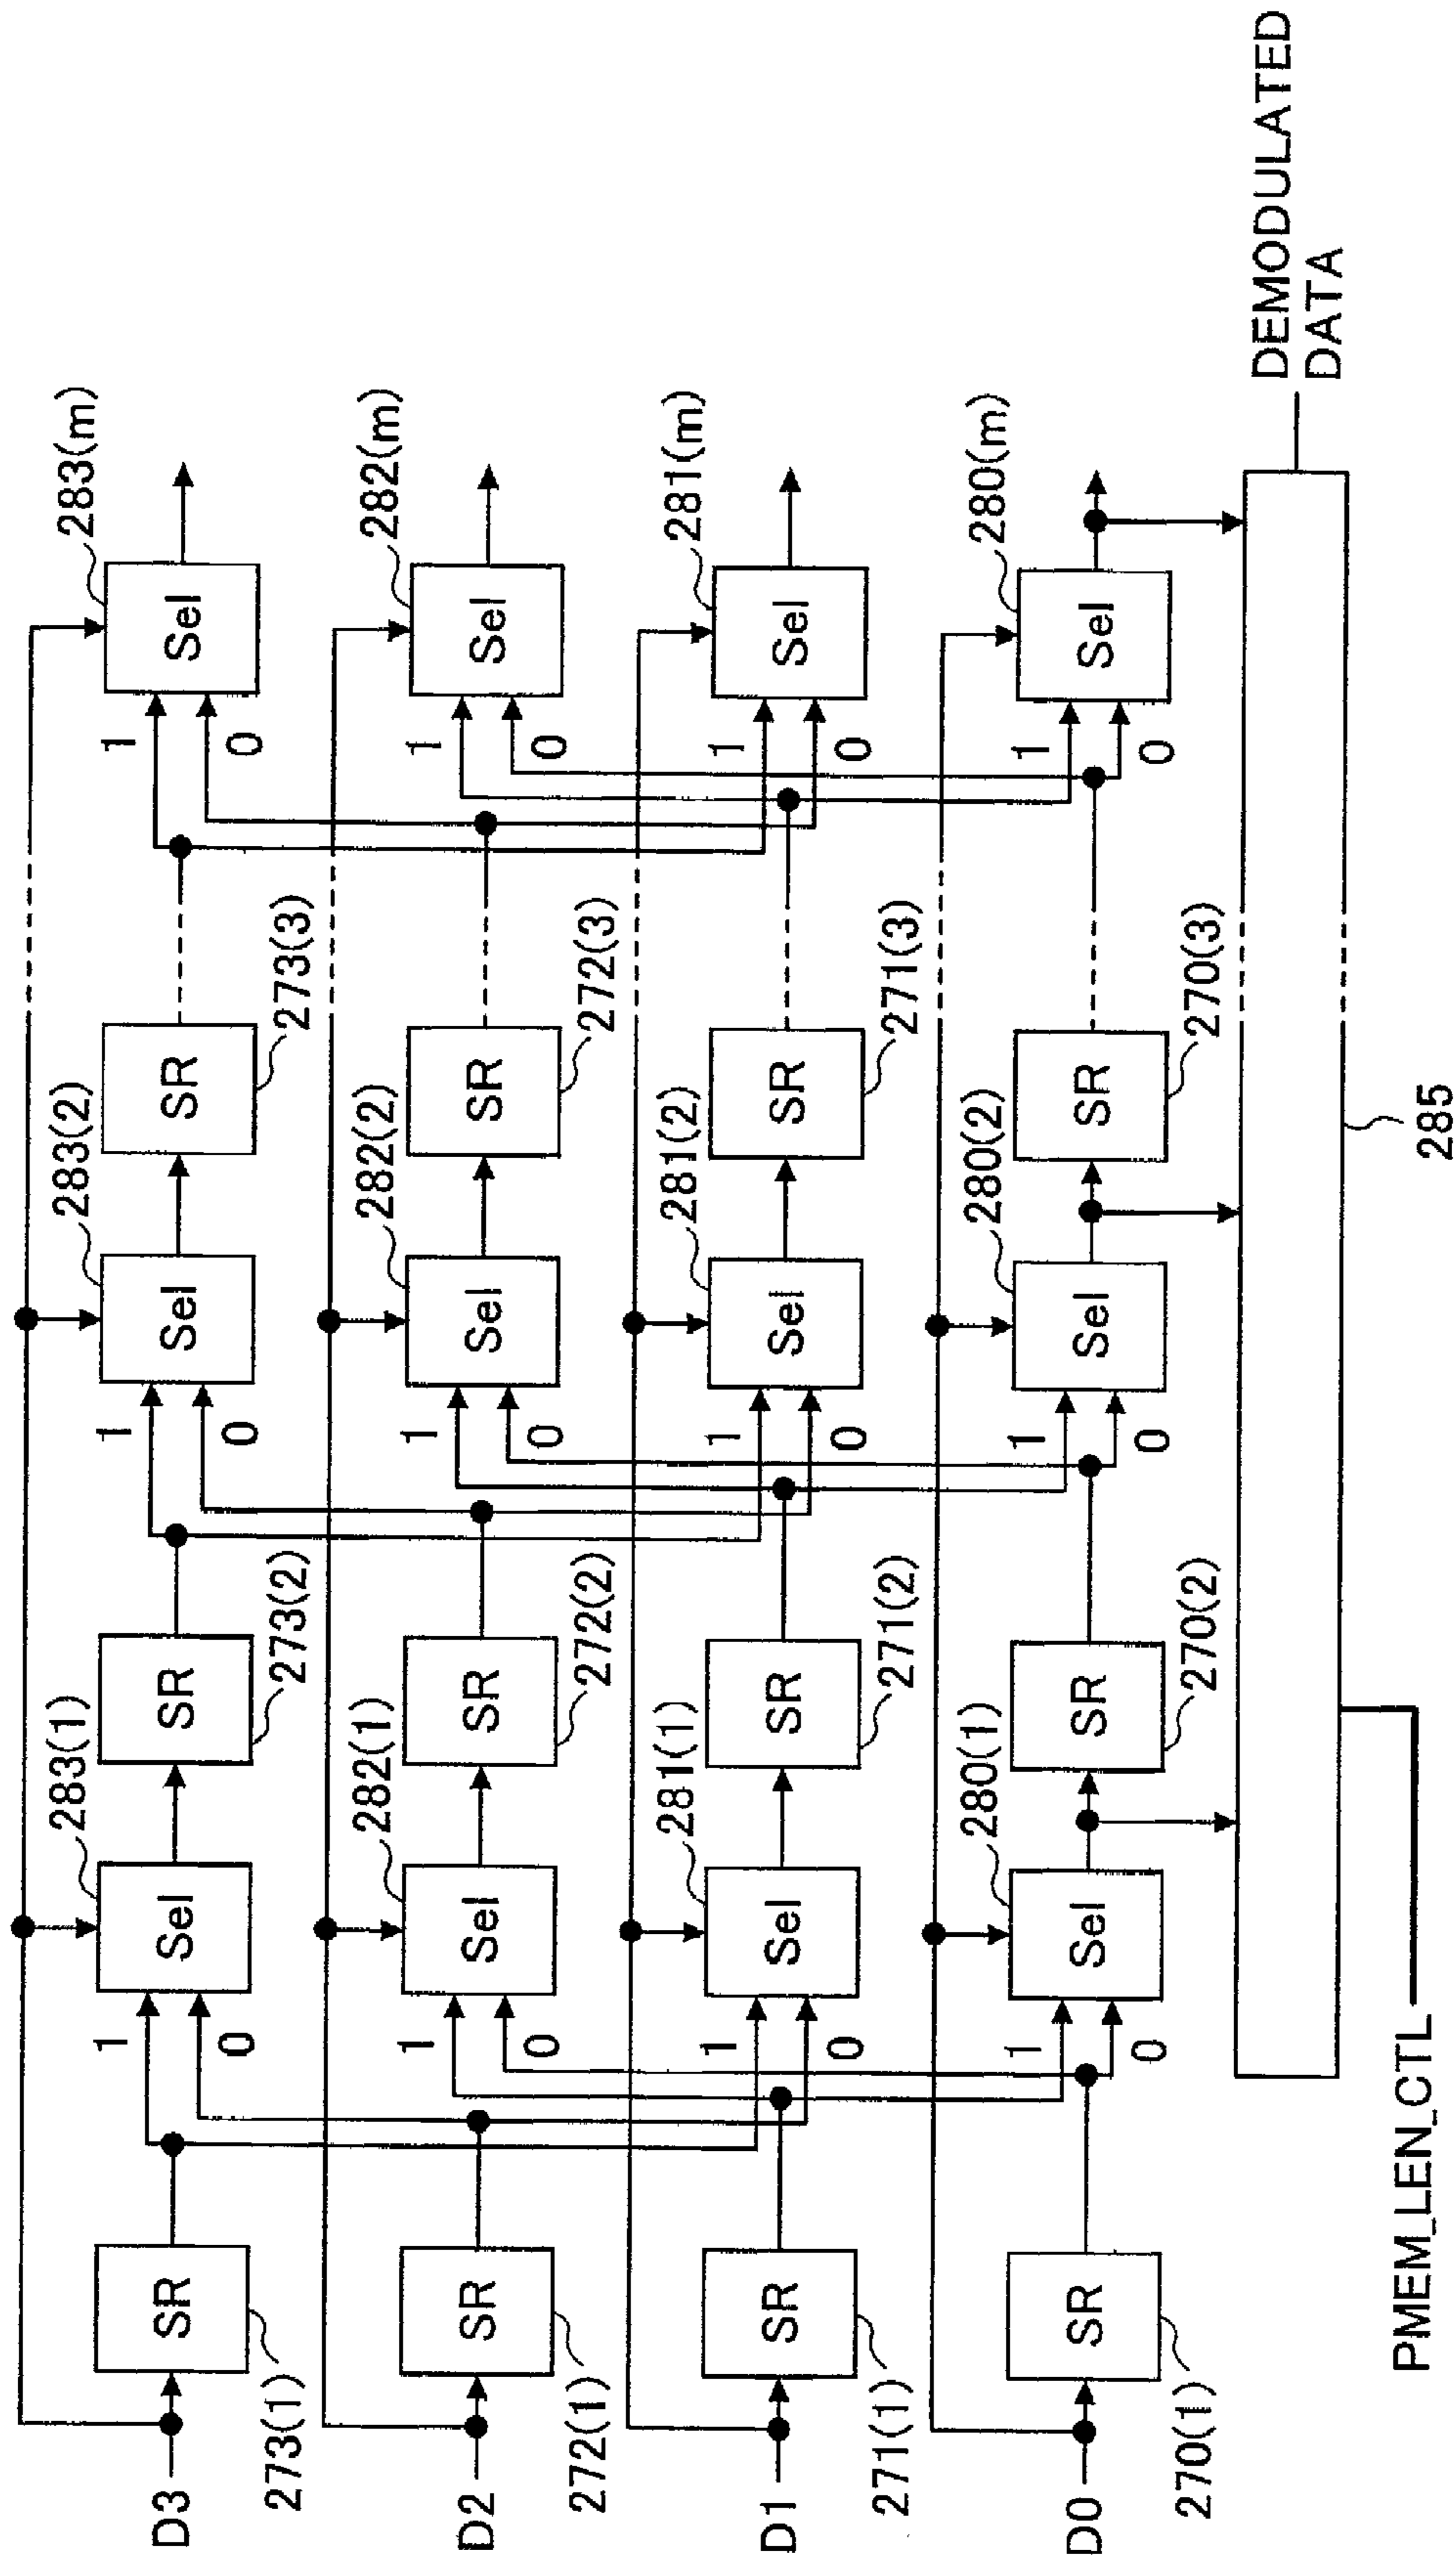 D3
273(1)
SR
1
0
283(1)
Sel
SR
273(2)
1
0
283(2)
Sel
SR
273(3)
1
0
283(m)
Sel
D2
272(1)
SR
1
0
282(1)
Sel
SR
272(2)
1
0
282(2)
Sel
SR
272(3)
1
0
282(m)
Sel
D1
271(1)
SR
1
0
281(1)
Sel
SR
271(2)
1
0
281(2)
Sel
SR
271(3)
1
0
281(m)
Sel
D0
270(1)
SR
1
0
280(1)
Sel
SR
270(2)
1
0
280(2)
Sel
SR
270(3)
1
0
280(m)
Sel
DEMODULATED
DATA
285
PMEM_LEN_CTL